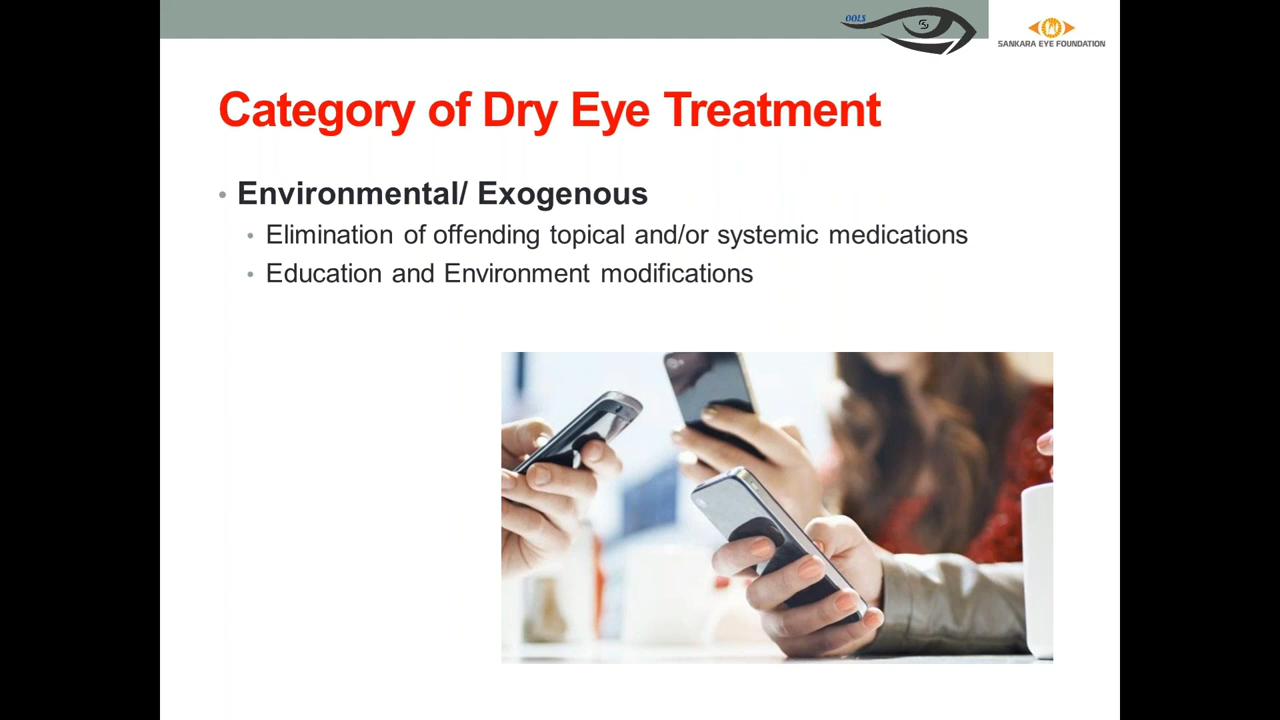 OOLS
SANKARA EYE FOUNDATION
Category of Dry Eye Treatment
• Environmental/ Exogenous
• Elimination of offending topical and/or systemic medications
• Education and Environment modifications